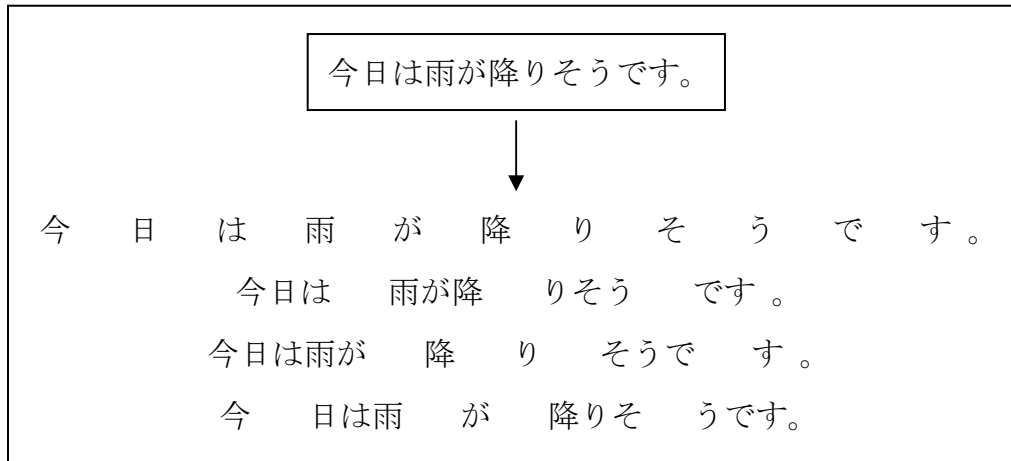 今日は雨が降りそうです。
今 日 は 雨 が 降 り そ う で す 。
今日は 雨が降 りそう です 。
今日は雨が 降 り そうで す 。
今 日は雨 が 降りそ うです。